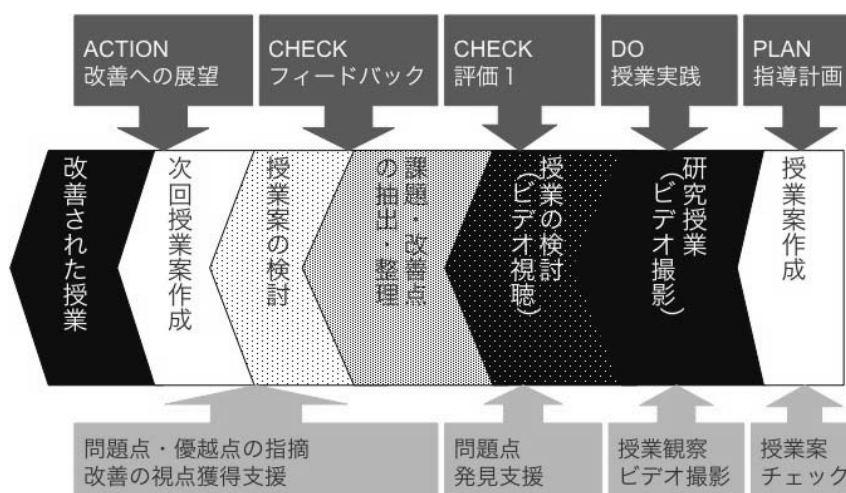 ACTION
改善への展望
CHECK
フィードバック
CHECK
評価1
DO
授業実践
PLAN
指導計画
授業案作成
研究授業
（ビデオ撮影）
授業の検討
（ビデオ視聴）
課題・改善点
の抽出・整理
授業案の検討
次回授業案作成
改善された授業
問題点・優越点の指摘
改善の視点獲得支援
問題点
発見支援
授業観察
ビデオ撮影
授業案
チェック